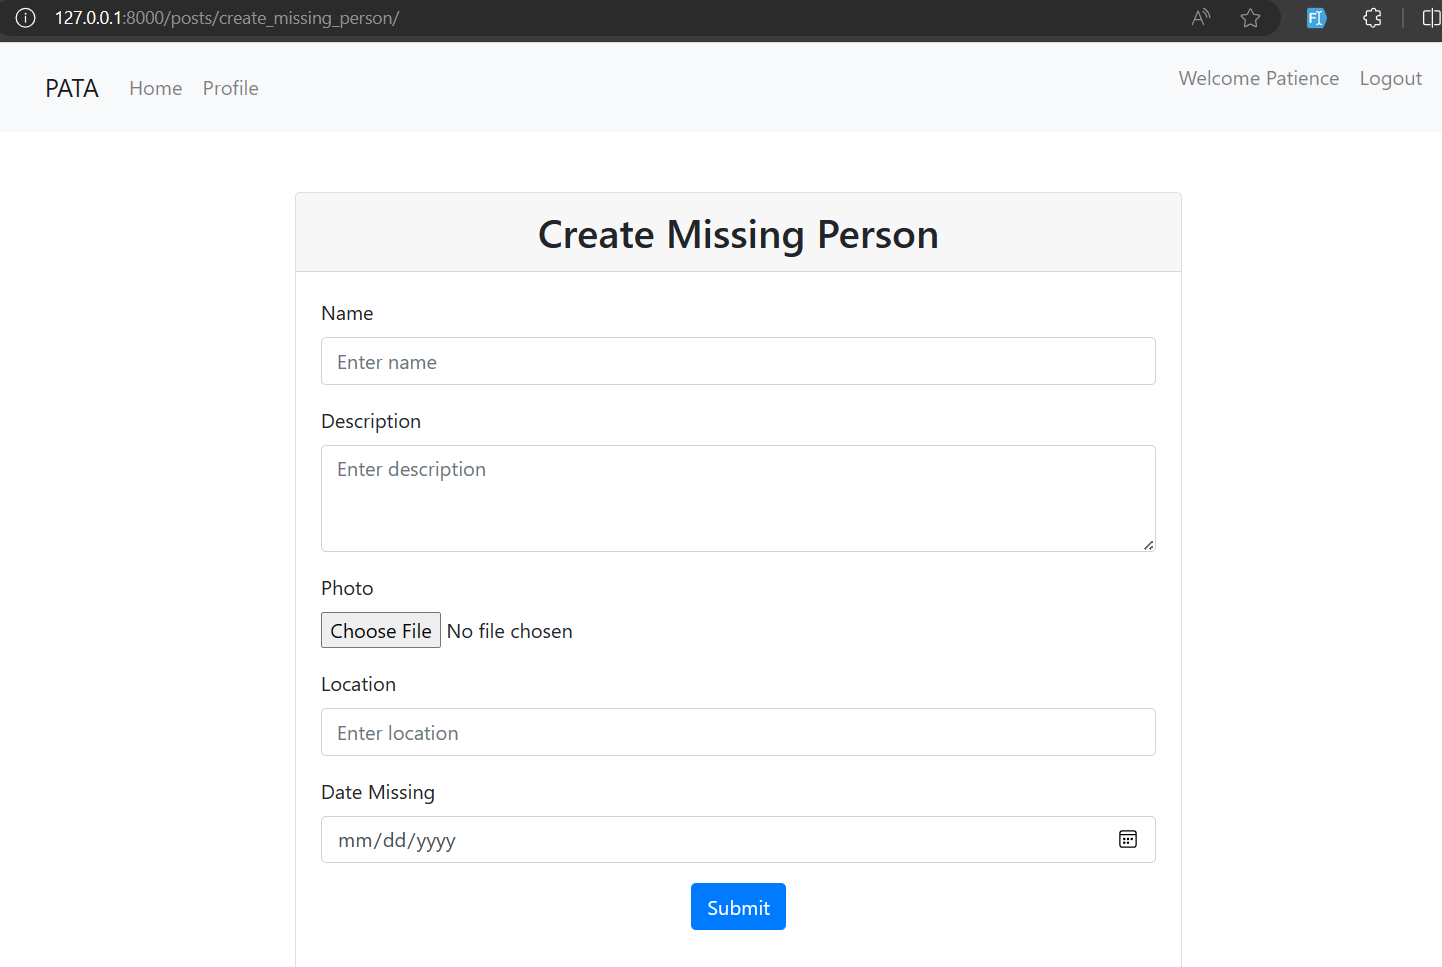 127.0.0.1:8000/posts/create_missing_person/
PATA Home Profile Welcome Patience Logout
Create Missing Person
Name
Enter name
Description
Enter description
Photo
Choose File No file chosen
Location
Enter location
Date Missing
mm/dd/yyyy
Submit